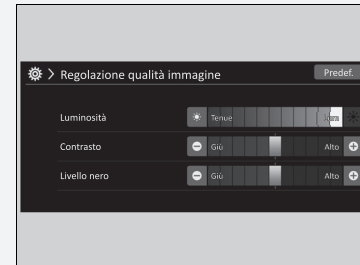 Regolazione qualità immagine
Predef.
Luminosità
Tenue
Contrasto
Giù
Alto
Livello nero
Giù
Alto